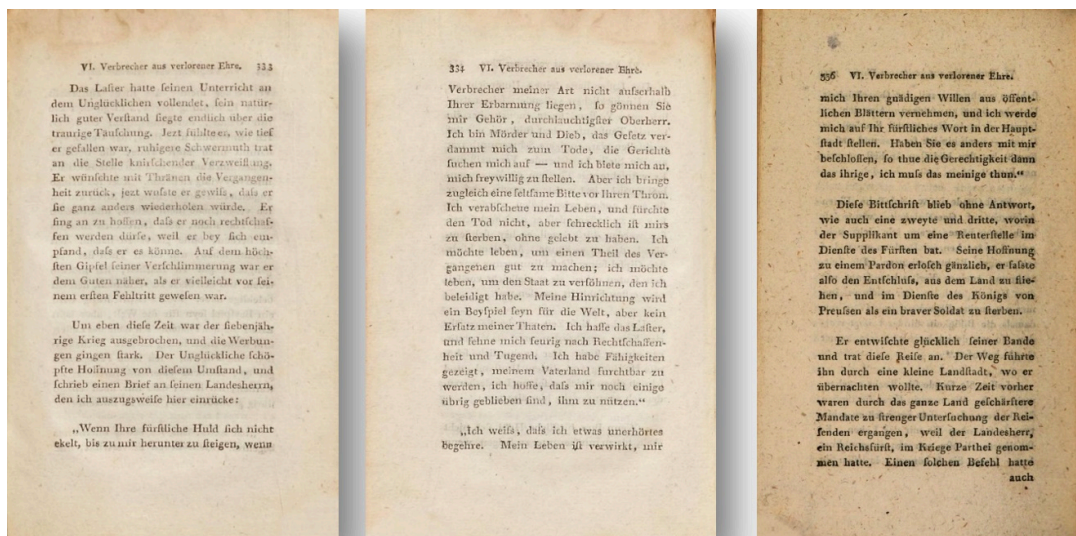 VI. Verbrecher aus verlorener Ehre. 333
Das Laſter hatte ſeinen Unterricht an
dem Unglücklichen vollendet, ſein natür-
lich guter Verſtand ſiegte endlich über die
traurige Täuſchung. Jezt fühlte er, wie tief
er gefallen war, ruhigere Schwermuth trat
an die Stelle knirſchender Verzweiflung.
Er wünſchte mit Thränen die Vergangen-
heit zurück, jezt wuſste er gewiſs, daſs er
ſie ganz anders wiederholen würde. Er
fing an zu hoffen, daſs er noch rechtſchaf-
fen werden dürfe, weil er bey ſich em-
pfand, daſs er es könne. Auf dem höch-
ſten Gipfel ſeiner Verſchlimmerung war er
dem Guten näher, als er vielleicht vor ſei-
nem erſten Fehltritt geweſen war.
Um eben dieſe Zeit war der ſiebenjäh-
rige Krieg ausgebrochen, und die Werbun-
gen gingen ſtark. Der Unglückliche ſchö-
pfte Hoffnung von dieſem Umſtand, und
ſchrieb einen Brief an ſeinen Landesherrn,
den ich auszugsweiſe hier einrücke:
„Wenn Ihre fürſtliche Huld ſich nicht
ekelt, bis zu mir herunter zu ſteigen, wenn
334 VI. Verbrecher aus verlorener Ehre.
Verbrecher meiner Art nicht auſserhalb
Ihrer Erbarmung liegen, ſo gönnen Sie
mir Gehör, durchlauchtigſter Oberherr.
Ich bin Mörder und Dieb, das Geſetz ver-
dammt mich zum Tode, die Gerichte
ſuchen mich auf — und ich biete mich an,
mich freywillig zu ſtellen. Aber ich bringe
zugleich eine ſeltſame Bitte vor Ihren Thron.
Ich verabſcheue mein Leben, und fürchte
den Tod nicht, aber ſchrecklich iſt mirs
zu ſterben, ohne gelebt zu haben. Ich
möchte leben, um einen Theil des Ver-
gangenen gut zu machen; ich möchte
leben, um den Staat zu verſöhnen, den ich
beleidigt habe. Meine Hinrichtung wird
ein Beyſpiel ſeyn für die Welt, aber kein
Erſatz meiner Thaten. Ich haſſe das Laſter,
und ſehne mich feurig nach Rechtſchaffen-
heit und Tugend. Ich habe Fähigkeiten
gezeigt, meinem Vaterland furchtbar zu
werden, ich hoffe, daſs mir noch einige
übrig geblieben ſind, ihm zu nützen.“
„Ich weiſs, daſs ich etwas unerhörtes
begehre. Mein Leben iſt verwirkt, mir
336 VI. Verbrecher aus verlorener Ehre.
mich Ihren gnädigen Willen aus öffent-
lichen Blättern vernehmen, und ich werde
mich auf Ihr fürſtliches Wort in der Haupt-
ſtadt ſtellen. Haben Sie es anders mit mir
beſchloſſen, ſo thue die Gerechtigkeit dann
das ihrige, ich muſs das meinige thun.“
Dieſe Bittſchrift blieb ohne Antwort,
wie auch eine zweyte und dritte, worin
der Supplikant um eine Reuterſtelle im
Dienſte des Fürſten bat. Seine Hoffnung
zu einem Pardon erloſch gänzlich, er faſste
alſo den Entſchluſs, aus dem Land zu flie-
hen, und im Dienſte des Königs von
Preuſsen als ein braver Soldat zu ſterben.
Er entwiſchte glücklich ſeiner Bande
und trat dieſe Reiſe an. Der Weg führte
ihn durch eine kleine Landſtadt, wo er
übernachten wollte. Kurze Zeit vorher
waren durch das ganze Land geſchärftere
Mandate zu ſtrenger Unterſuchung der Rei-
ſenden ergangen, weil der Landesherr,
ein Reichsfürſt, im Kriege Parthei genom-
men hatte. Einen ſolchen Befehl hatte
auch